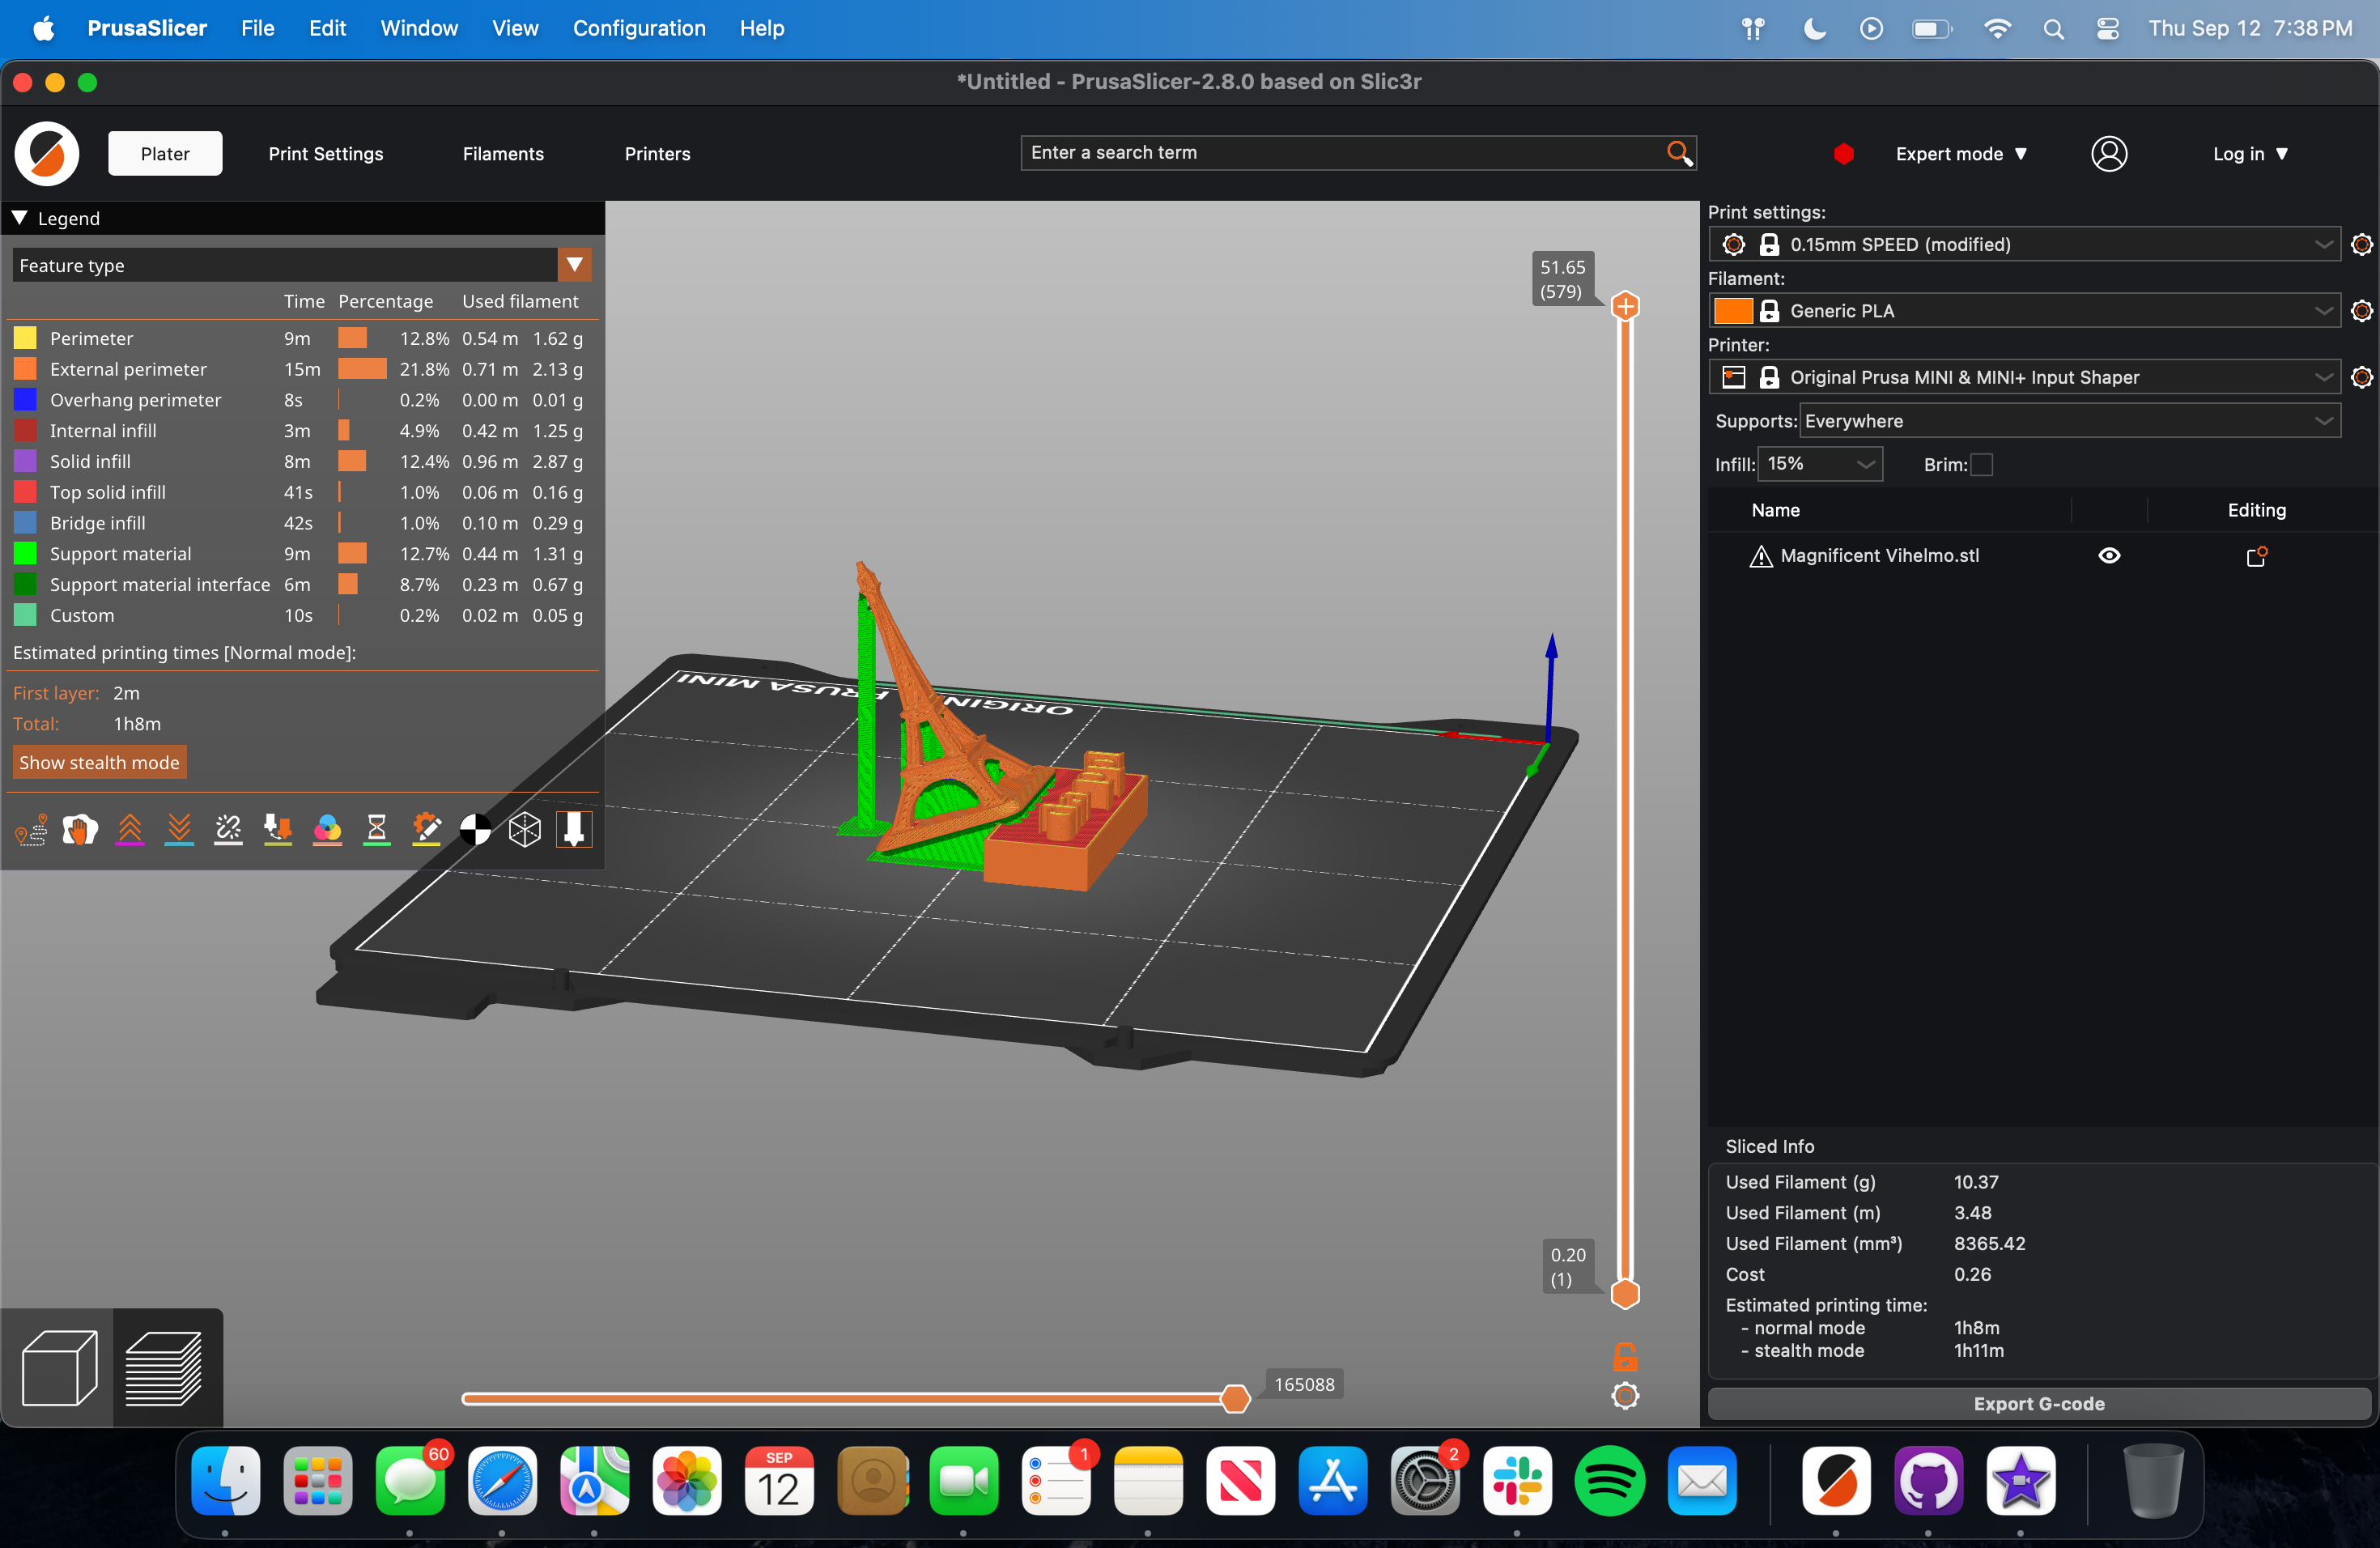 PrusaSlicer File Edit Window View Configuration Help Thu Sep 12 7:38 PM
*Untitled - PrusaSlicer-2.8.0 based on Slic3r
Plater Print Settings Filaments Printers Enter a search term Expert mode Log in
Legend
Feature type
Time Percentage Used filament
Perimeter 9m 12.8% 0.54 m 1.62 g
External perimeter 15m 21.8% 0.71 m 2.13 g
Overhang perimeter 8s 0.2% 0.00 m 0.01 g
Internal infill 3m 4.9% 0.42 m 1.25 g
Solid infill 8m 12.4% 0.96 m 2.87 g
Top solid infill 41s 1.0% 0.06 m 0.16 g
Bridge infill 42s 1.0% 0.10 m 0.29 g
Support material 9m 12.7% 0.44 m 1.31 g
Support material interface 6m 8.7% 0.23 m 0.67 g
Custom 10s 0.2% 0.02 m 0.05 g
Estimated printing times [Normal mode]:
First layer: 2m
Total: 1h8m
Show stealth mode
51.65
(579)
ORIGIN PRUSA MINI
0.20
(1)
165088
Print settings:
0.15mm SPEED (modified)
Filament:
Generic PLA
Printer:
Original Prusa MINI & MINI+ Input Shaper
Supports: Everywhere
Infill: 15% Brim:
Name Editing
Magnificent Vihelmo.stl
Sliced Info
Used Filament (g) 10.37
Used Filament (m) 3.48
Used Filament (mm³) 8365.42
Cost 0.26
Estimated printing time:
- normal mode 1h8m
- stealth mode 1h11m
Export G-code
60
SEP
12
1
2